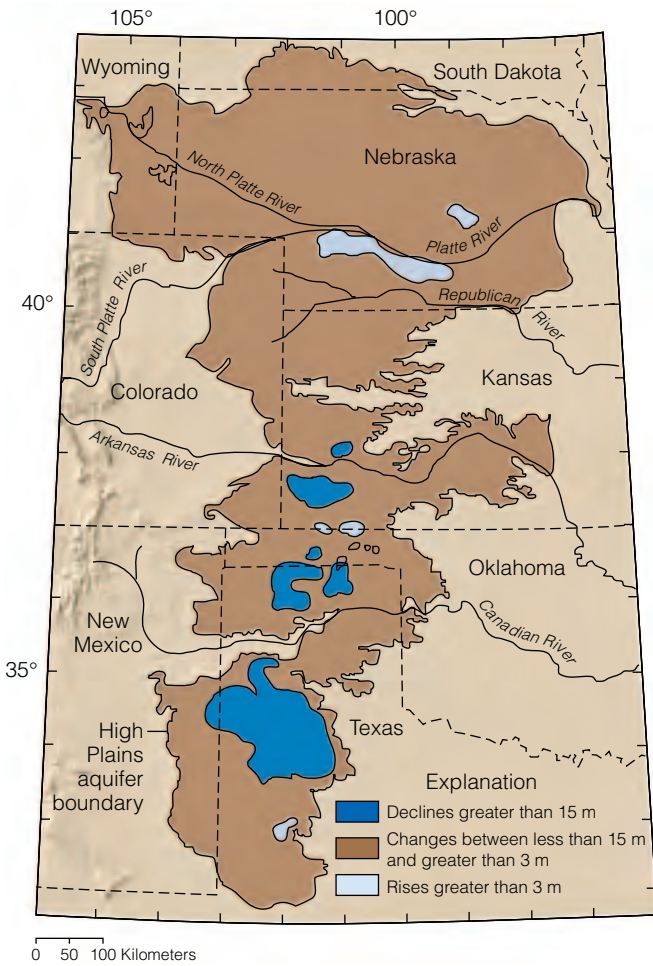 105°
100°
Wyoming
South Dakota
Nebraska
North Platte River
Platte River
South Platte River
40°
Republican
River
Colorado
Kansas
Arkansas River
Oklahoma
New
Mexico
Canadian River
35°
High
Plains
aquifer
boundary
Texas
Explanation
Declines greater than 15 m
Changes between less than 15 m
and greater than 3 m
Rises greater than 3 m
0 50 100 Kilometers